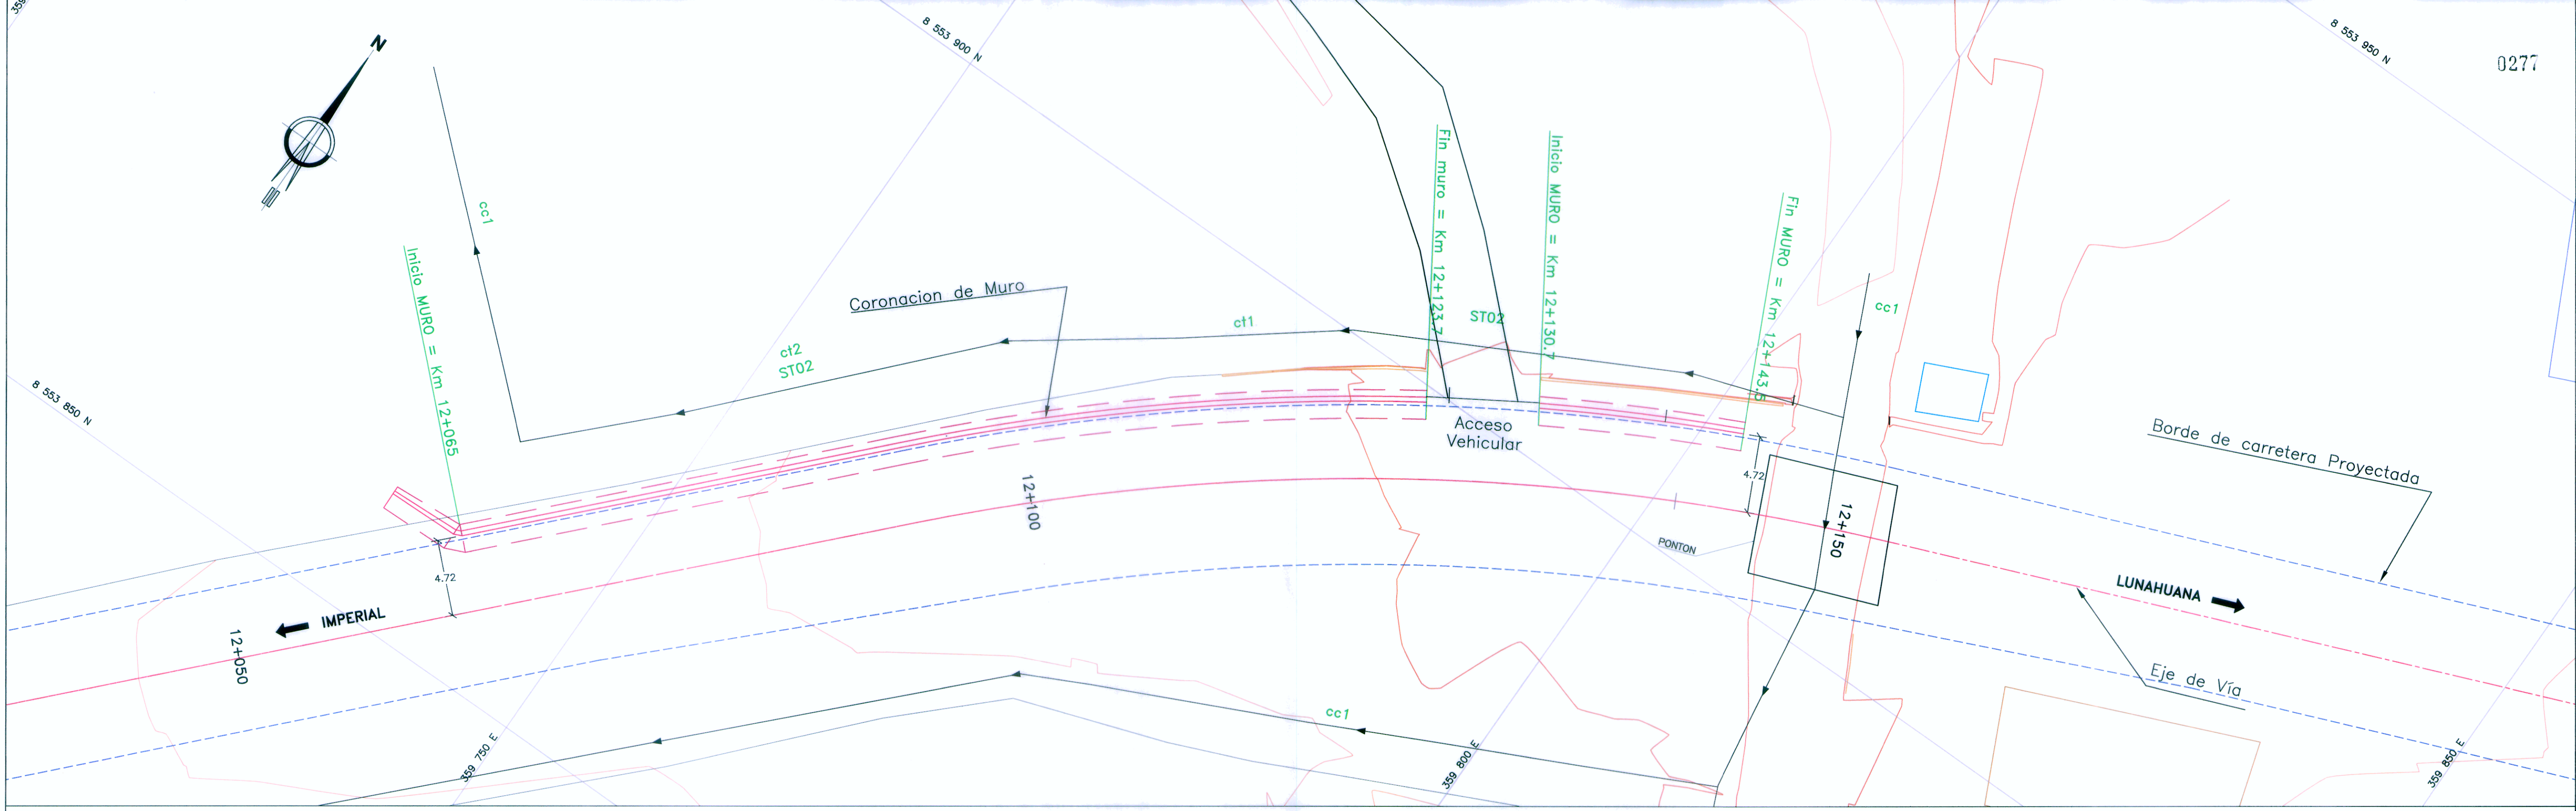 8 553 900 N
8 553 950 N
0277
N
cc1
Inicio MURO = Km 12+065
Coronacion de Muro
ct2
ST02
ct1
Fin muro = Km 12+123.7
ST02
Inicio MURO = Km 12+130.7
Fin MURO = Km 12+143.5
cc1
8 553 850 N
Acceso
Vehicular
Borde de carretera Proyectada
4.72
12+100
12+150
PONTON
4.72
IMPERIAL
LUNAHUANA
12+050
Eje de Vía
cc1
359 750 E
359 800 E
359 850 E